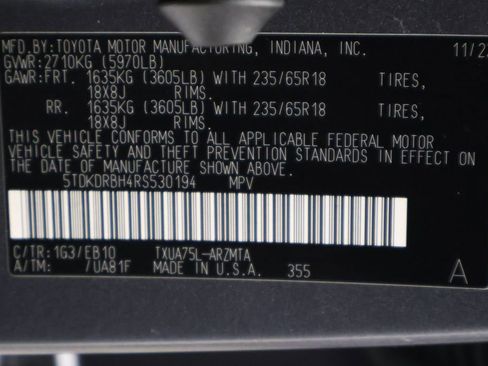 MFD.BY:TOYOTA MOTOR MANUFACTURING, INDIANA, INC. 11/2
GVWR:2710KG (5970LB)
GAWR:FRT. 1635KG (3605LB) WITH 235/65R18 TIRES,
18X8J RIMS.
RR. 1635KG (3605LB) WITH 235/65R18 TIRES,
18X8J RIMS.
THIS VEHICLE CONFORMS TO ALL APPLICABLE FEDERAL MOTOR
VEHICLE SAFETY AND THEFT PREVENTION STANDARDS IN EFFECT ON
THE DATE OF MANUFACTURE SHOWN ABOVE.
5TDKDRBH4RS530194 MPV
C/TR:1G3/EB10 TXUA75L-ARZMTA
A/TM: /UA81F MADE IN U.S.A. 355 A